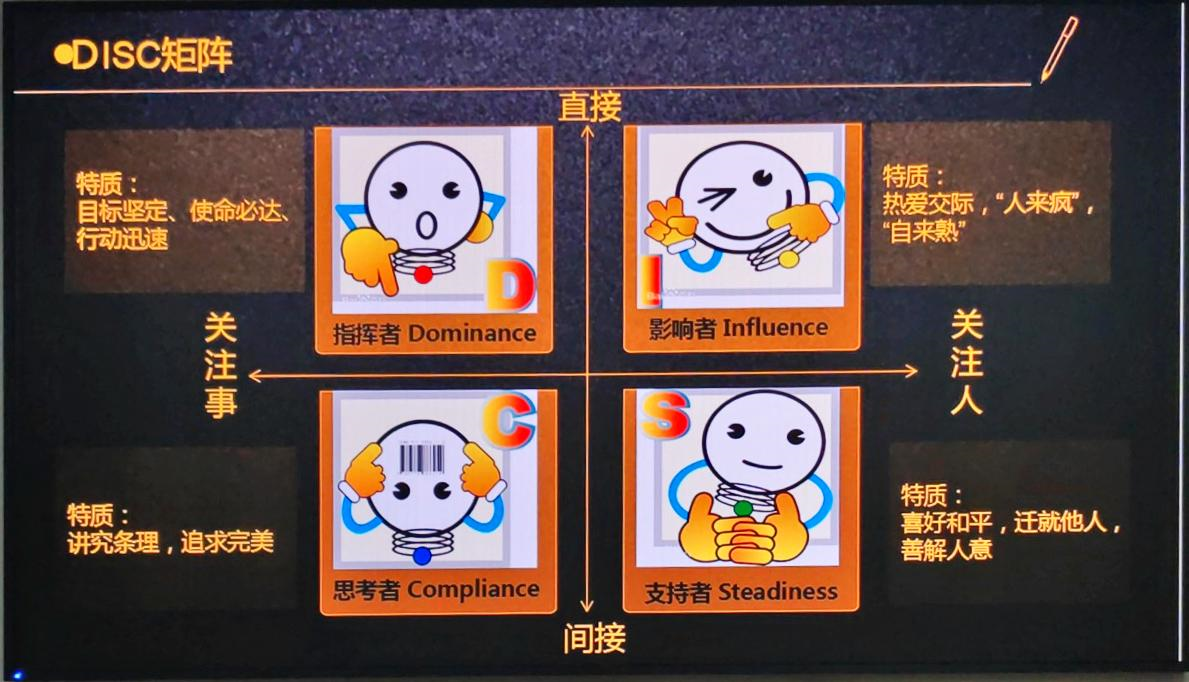 DISC矩阵
直接
特质：
目标坚定、使命必达、
行动迅速
D
指挥者 Dominance
I
影响者 Influence
特质：
热爱交际，“人来疯”，
“自来熟”
关注事
关注人
特质：
讲究条理，追求完美
C
思考者 Compliance
S
支持者 Steadiness
特质：
喜好和平，迁就他人，
善解人意
间接